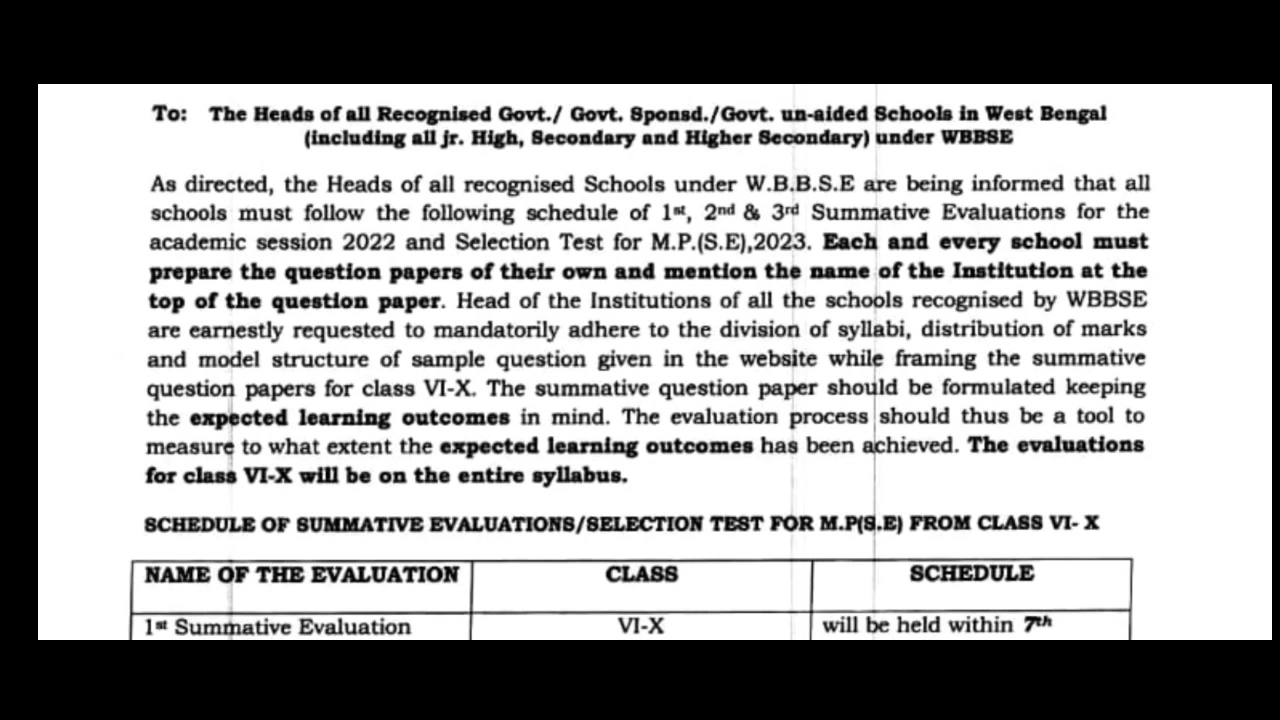 To: The Heads of all Recognised Govt./ Govt. Sponsd./Govt. un-aided Schools in West Bengal
(including all jr. High, Secondary and Higher Secondary) under WBBSE
As directed, the Heads of all recognised Schools under W.B.B.S.E are being informed that all
schools must follow the following schedule of 1st, 2nd & 3rd Summative Evaluations for the
academic session 2022 and Selection Test for M.P.(S.E),2023. Each and every school must
prepare the question papers of their own and mention the name of the Institution at the
top of the question paper. Head of the Institutions of all the schools recognised by WBBSE
are earnestly requested to mandatorily adhere to the division of syllabi, distribution of marks
and model structure of sample question given in the website while framing the summative
question papers for class VI-X. The summative question paper should be formulated keeping
the expected learning outcomes in mind. The evaluation process should thus be a tool to
measure to what extent the expected learning outcomes has been achieved. The evaluations
for class VI-X will be on the entire syllabus.
SCHEDULE OF SUMMATIVE EVALUATIONS/SELECTION TEST FOR M.P(S.E) FROM CLASS VI- X
NAME OF THE EVALUATION CLASS SCHEDULE
1st Summative Evaluation VI-X will be held within 7th